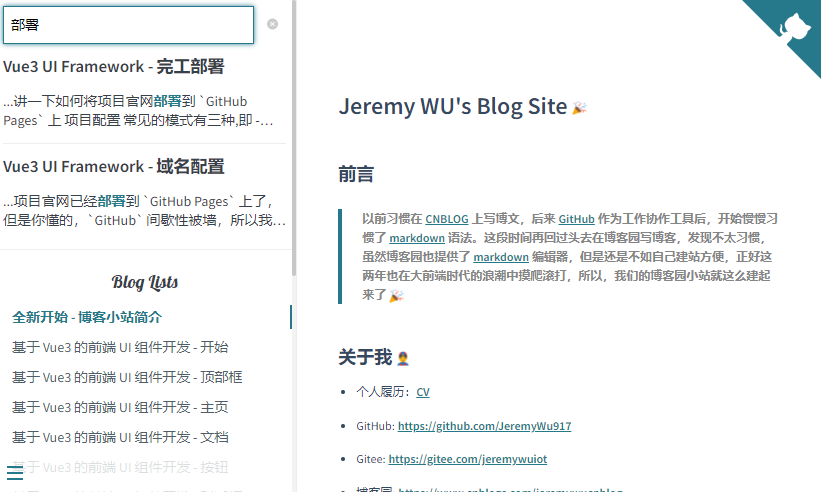 部署
Vue3 UI Framework - 完工部署
...讲一下如何将项目官网部署到 `GitHub
Pages` 上 项目配置 常见的模式有三种,即 -...
Vue3 UI Framework - 域名配置
...项目官网已经部署到 `GitHub Pages` 上了，
但是你懂的，`GitHub` 间歇性被墙，所以我...
Blog Lists
全新开始 - 博客小站简介
基于 Vue3 的前端 UI 组件开发 - 开始
基于 Vue3 的前端 UI 组件开发 - 顶部框
基于 Vue3 的前端 UI 组件开发 - 主页
基于 Vue3 的前端 UI 组件开发 - 文档
基于 Vue3 的前端 UI 组件开发 - 按钮
Jeremy WU's Blog Site 🎉
前言
以前习惯在 CNBLOG 上写博文，后来 GitHub 作为工作协作工具后，开始慢慢习
惯了 markdown 语法。这段时间再回过头去在博客园写博客，发现不太习惯，
虽然博客园也提供了 markdown 编辑器，但是还是不如自己建站方便，正好这
两年也在大前端时代的浪潮中摸爬滚打，所以，我们的博客园小站就这么建起
来了 🎉
关于我
个人履历：CV
GitHub: https://github.com/JeremyWu917
Gitee: https://gitee.com/jeremywuiot